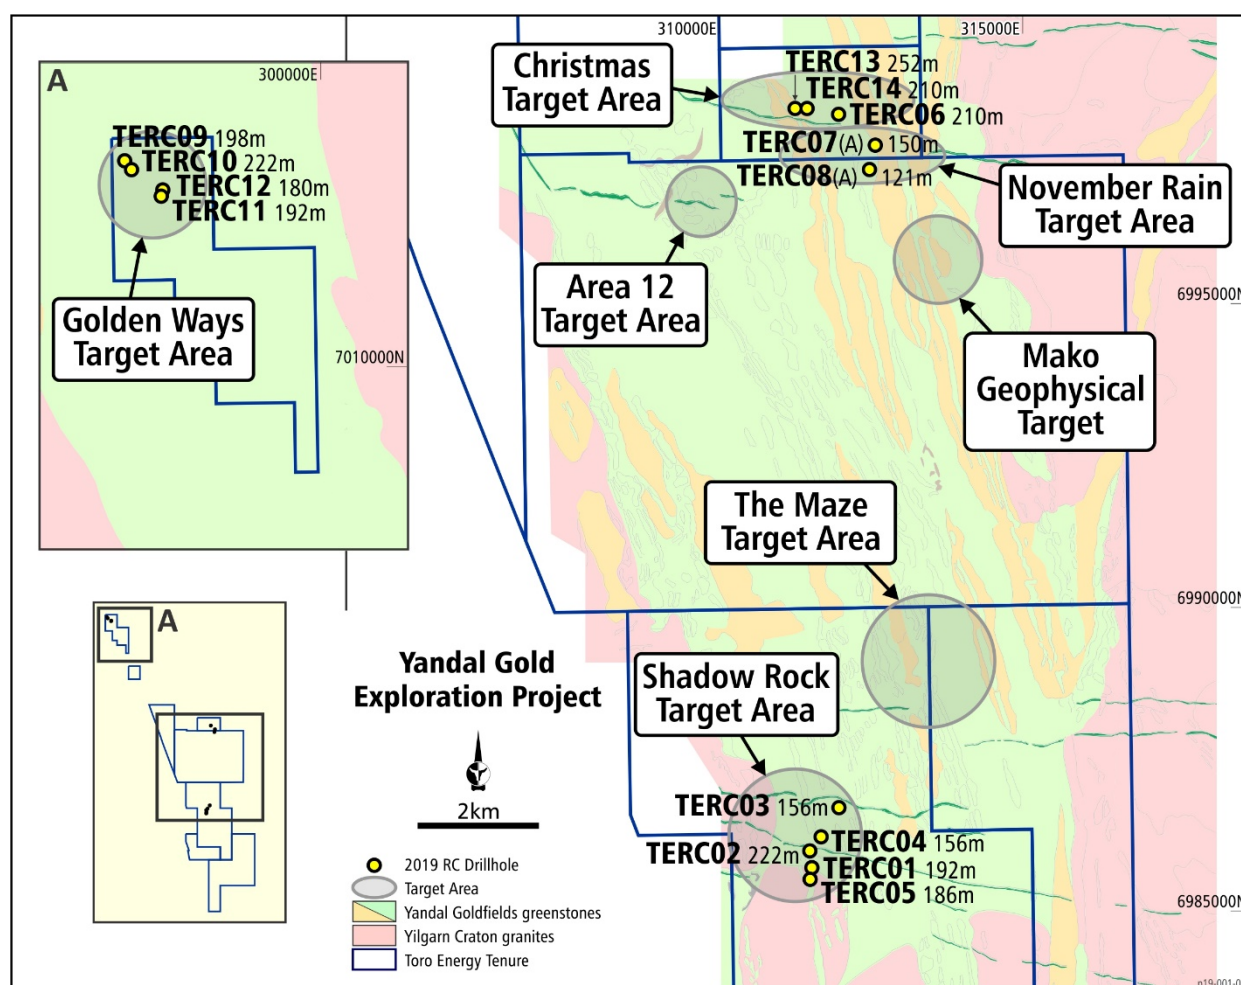 A
300000E
TERC09 198m
TERC10 222m
TERC12 180m
TERC11 192m
Golden Ways
Target Area
7010000N
A
310000E
315000E
Christmas
Target Area
TERC13 252m
TERC14 210m
TERC06 210m
TERC07(A) 150m
TERC08(A) 121m
November Rain
Target Area
Area 12
Target Area
6995000N
Mako
Geophysical
Target
The Maze
Target Area
6990000N
Shadow Rock
Target Area
TERC03 156m
TERC04 156m
TERC02 222m
TERC01 192m
TERC05 186m
6985000N
Yandal Gold
Exploration Project
2km
2019 RC Drillhole
Target Area
Yandal Goldfields greenstones
Yilgarn Craton granites
Toro Energy Tenure